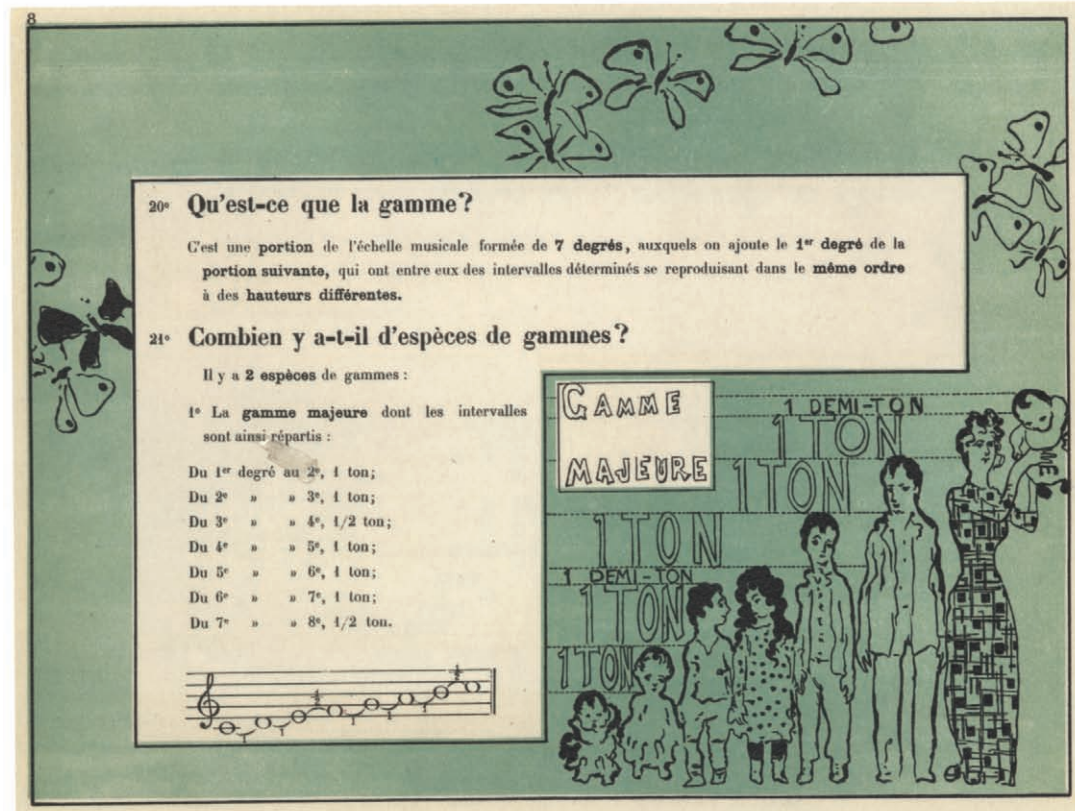 8
20º Qu'est-ce que la gamme?
C'est une portion de l'échelle musicale formée de 7 degrés, auxquels on ajoute le 1er degré de la
portion suivante, qui ont entre eux des intervalles déterminés se reproduisant dans le même ordre
à des hauteurs différentes.
21º Combien y a-t-il d'espèces de gammes?
Il y a 2 espèces de gammes :
1º La gamme majeure dont les intervalles
sont ainsi répartis :
Du 1er degré au 2e, 1 ton;
Du 2e » » 3e, 1 ton;
Du 3e » » 4e, 1/2 ton;
Du 4e » » 5e, 1 ton;
Du 5e » » 6e, 1 ton;
Du 6e » » 7e, 1 ton;
Du 7e » » 8e, 1/2 ton.
GAMME
MAJEURE
1 DEMI-TON
1 TON
1 TON
1 TON
1 DEMI-TON
1 TON
1 TON